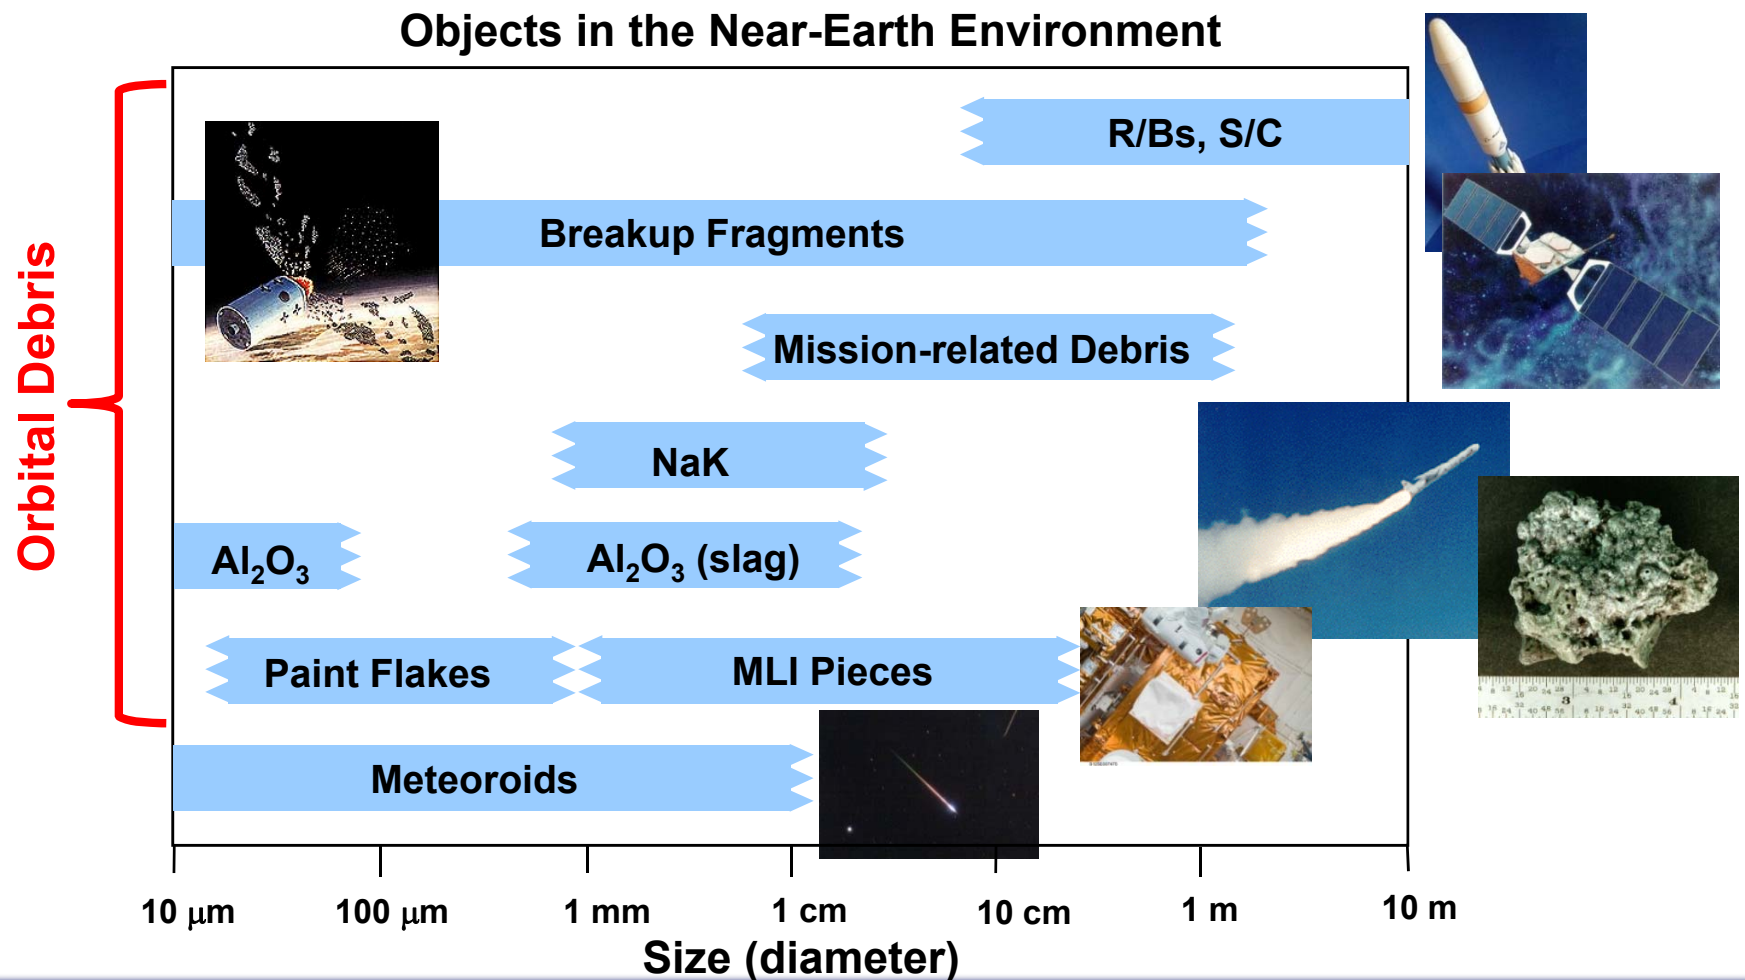 Objects in the Near-Earth Environment
Orbital Debris
R/Bs, S/C
Breakup Fragments
Mission-related Debris
NaK
Al₂O₃
Al₂O₃ (slag)
Paint Flakes
MLI Pieces
Meteoroids
10 μm
100 μm
1 mm
1 cm
10 cm
1 m
10 m
Size (diameter)